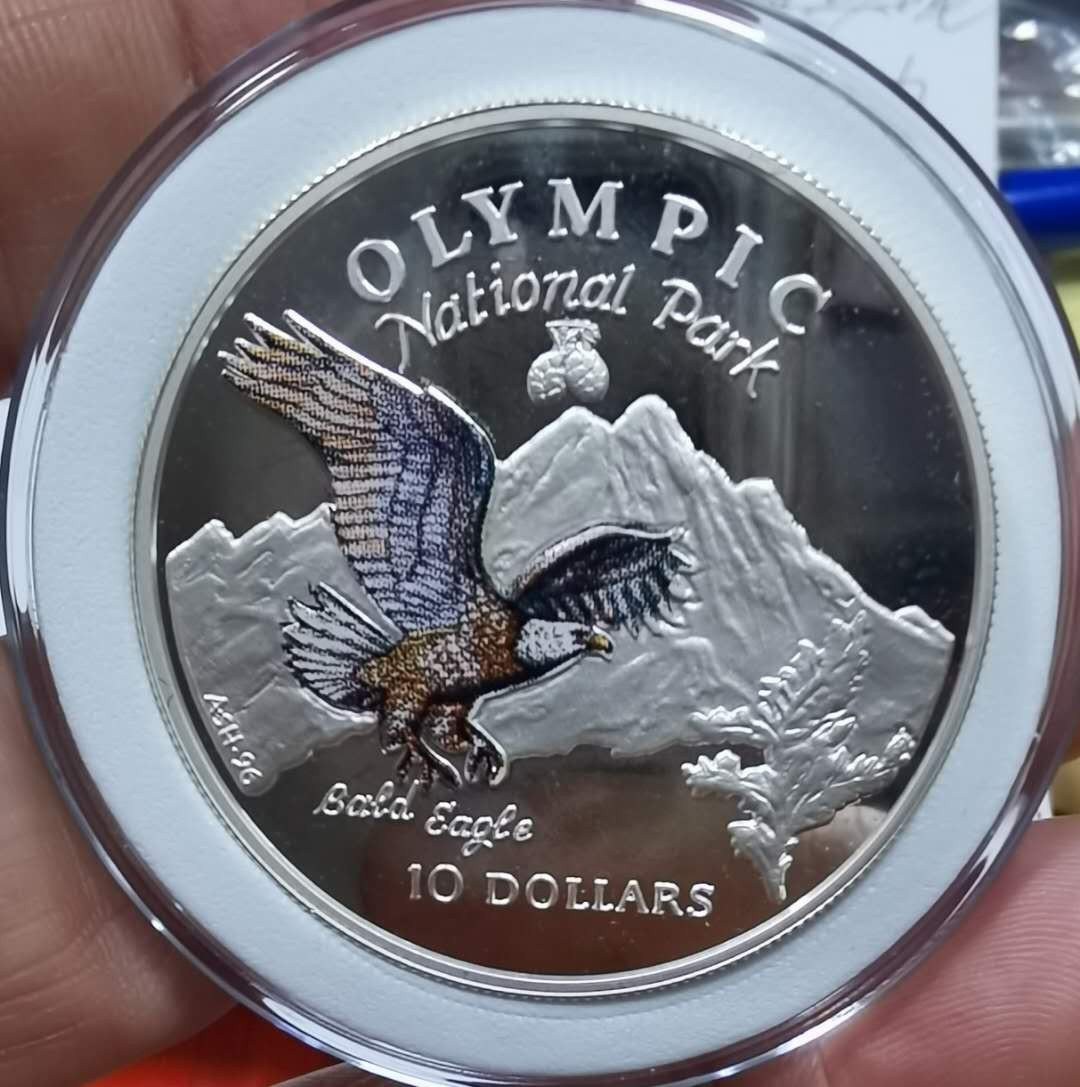 OLYMPIC
National Park
ASH-96
Bald Eagle
10 DOLLARS